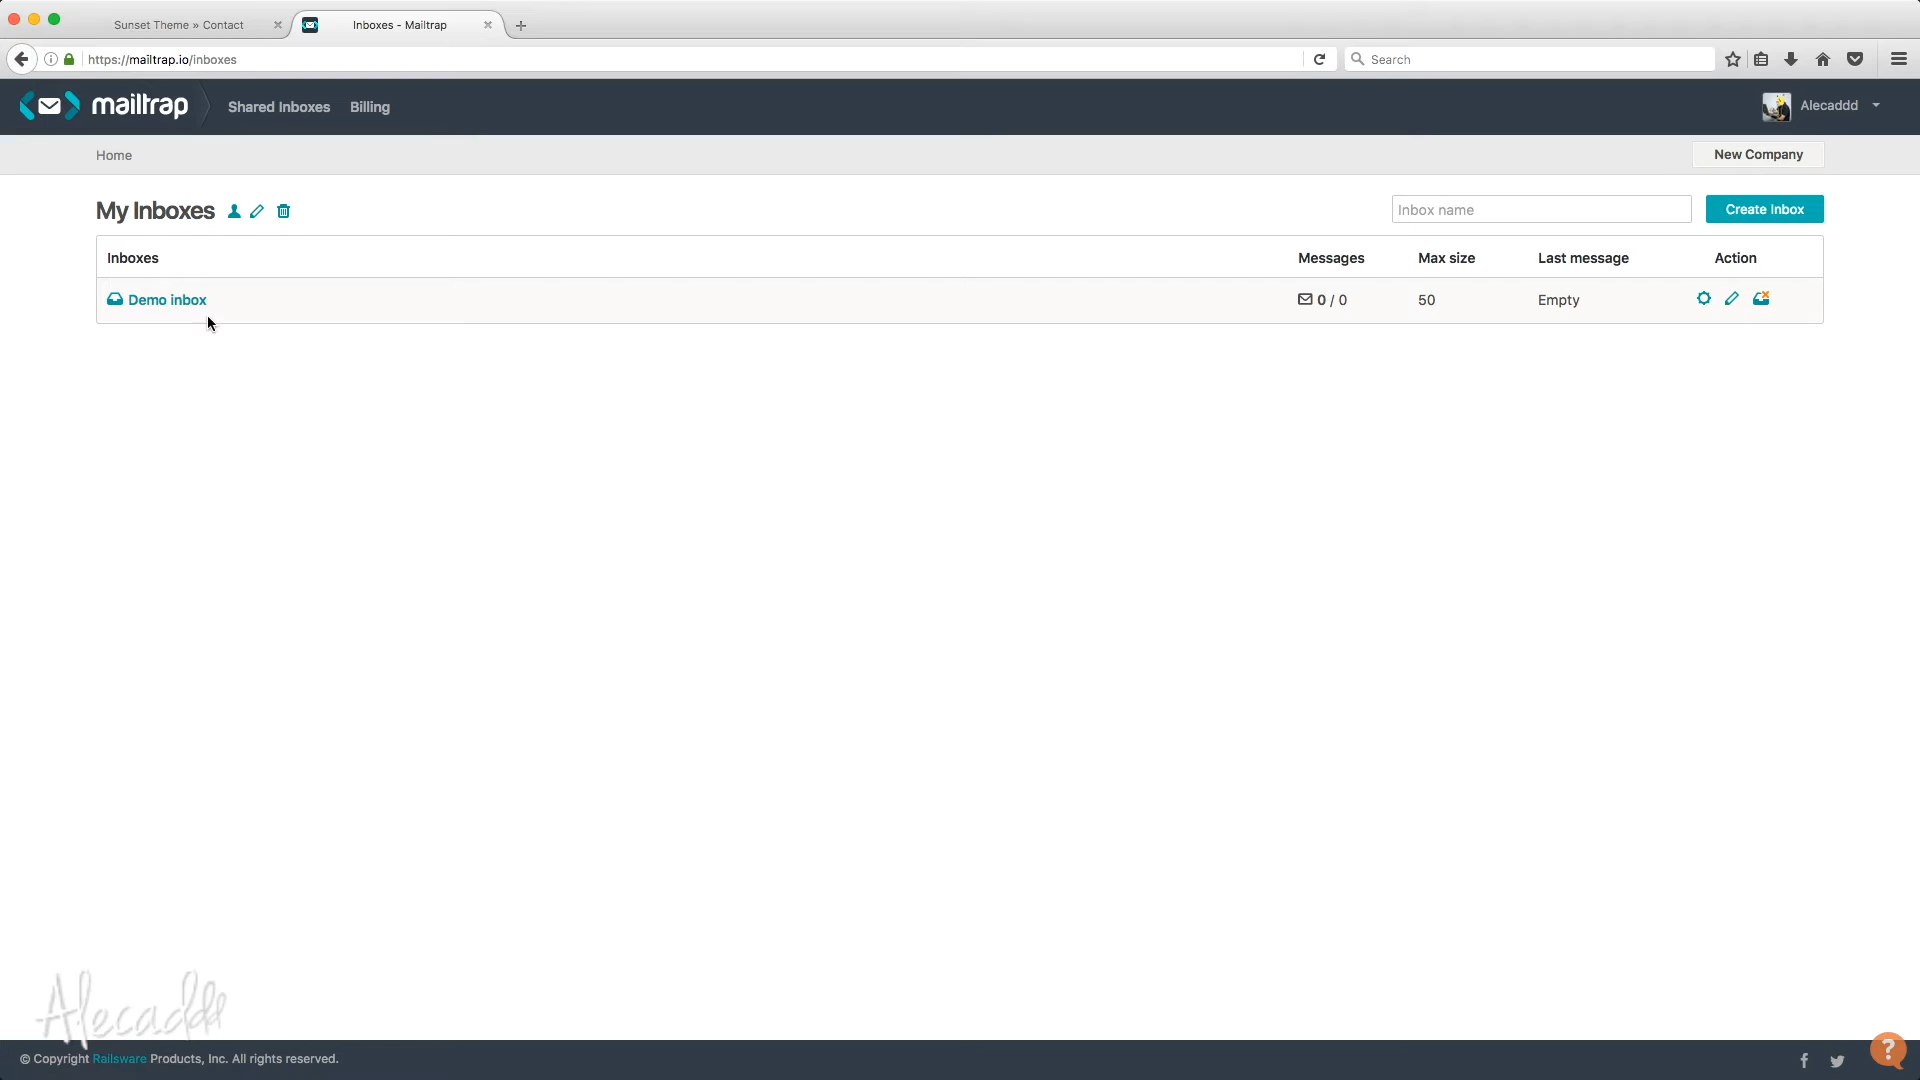 Sunset Theme » Contact
Inboxes - Mailtrap
https://mailtrap.io/inboxes
Search
mailtrap
Shared Inboxes
Billing
Alecaddd
Home
New Company
My Inboxes
Inbox name
Create Inbox
Inboxes Messages Max size Last message Action
Demo inbox 0 / 0 50 Empty
Alecaddd
© Copyright Railsware Products, Inc. All rights reserved.
?